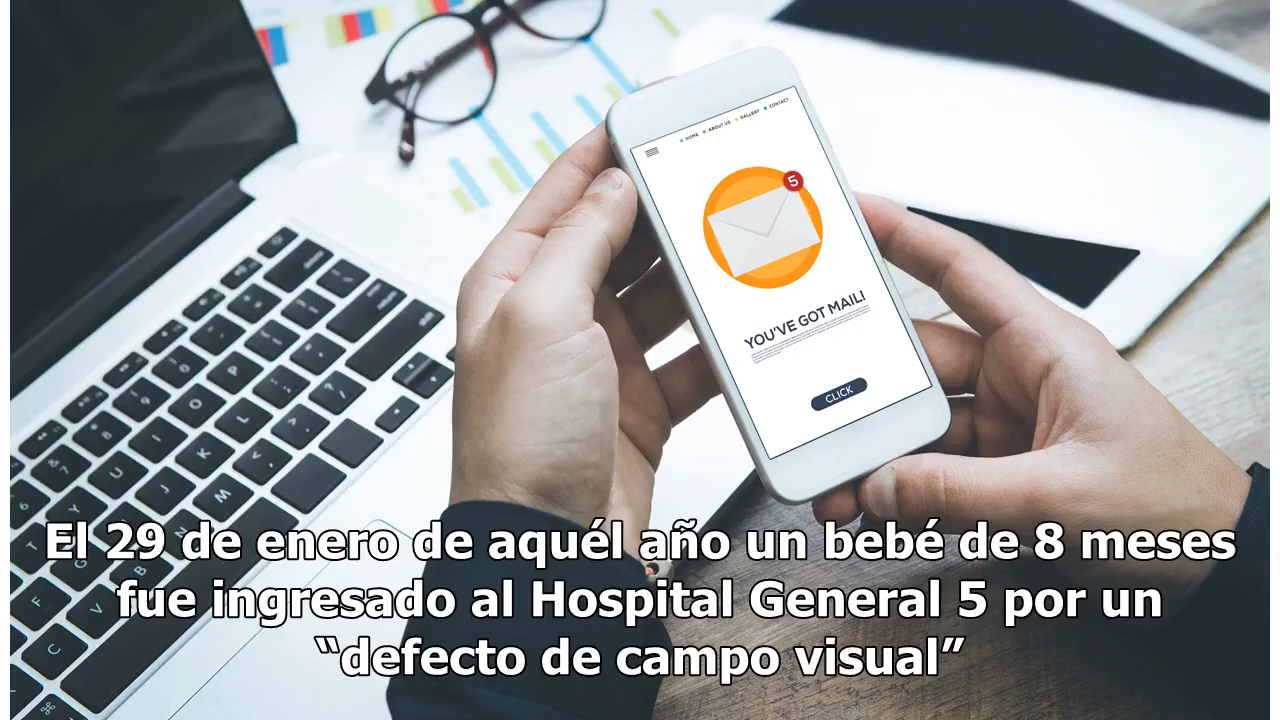 HOME ABOUT US GALLERY CONTACT
5
YOU'VE GOT MAIL!
CLICK
El 29 de enero de aquél año un bebé de 8 meses
fue ingresado al Hospital General 5 por un
“defecto de campo visual”